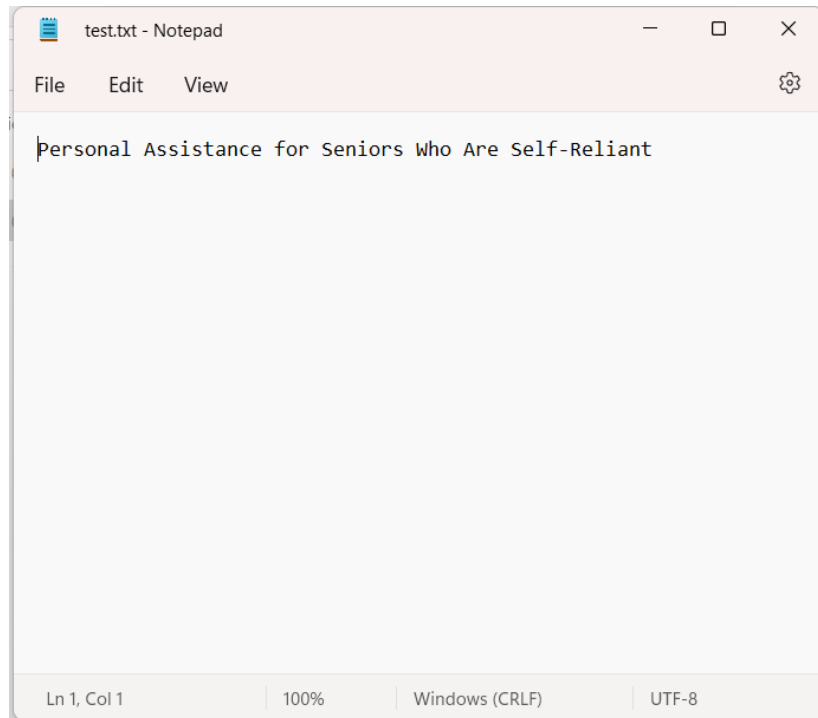 test.txt - Notepad
File Edit View
Personal Assistance for Seniors Who Are Self-Reliant
Ln 1, Col 1 100% Windows (CRLF) UTF-8